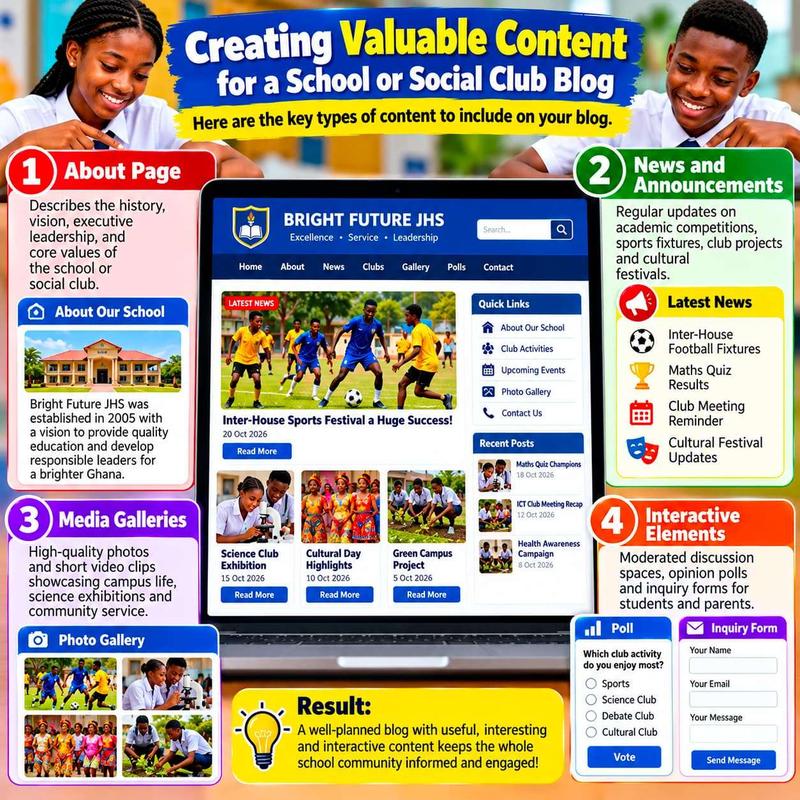 Creating Valuable Content
for a School or Social Club Blog
Here are the key types of content to include on your blog.
1 About Page
Describes the history,
vision, executive
leadership, and
core values of
the school or
social club.
About Our School
Bright Future JHS was
established in 2005 with
a vision to provide quality
education and develop
responsible leaders for
a brighter Ghana.
2 News and
Announcements
Regular updates on
academic competitions,
sports fixtures, club projects
and cultural
festivals.
Latest News
Inter-House
Football Fixtures
Maths Quiz
Results
Club Meeting
Reminder
Cultural Festival
Updates
BRIGHT FUTURE JHS
Excellence • Service • Leadership
Search...
Home About News Clubs Gallery Polls Contact
LATEST NEWS
Inter-House Sports Festival a Huge Success!
20 Oct 2026
Read More
Science Club
Exhibition
15 Oct 2026
Read More
Cultural Day
Highlights
10 Oct 2026
Read More
Green Campus
Project
5 Oct 2026
Read More
Quick Links
About Our School
Club Activities
Upcoming Events
Photo Gallery
Contact Us
Recent Posts
Maths Quiz Champions
18 Oct 2026
ICT Club Meeting Recap
12 Oct 2026
Health Awareness
Campaign
8 Oct 2026
3 Media Galleries
High-quality photos
and short video clips
showcasing campus life,
science exhibitions and
community service.
Photo Gallery
4 Interactive
Elements
Moderated discussion
spaces, opinion polls
and inquiry forms for
students and parents.
Poll
Which club activity
do you enjoy most?
Sports
Science Club
Debate Club
Cultural Club
Vote
Inquiry Form
Your Name
Your Email
Your Message
Send Message
Result:
A well-planned blog with useful, interesting
and interactive content keeps the whole
school community informed and engaged!